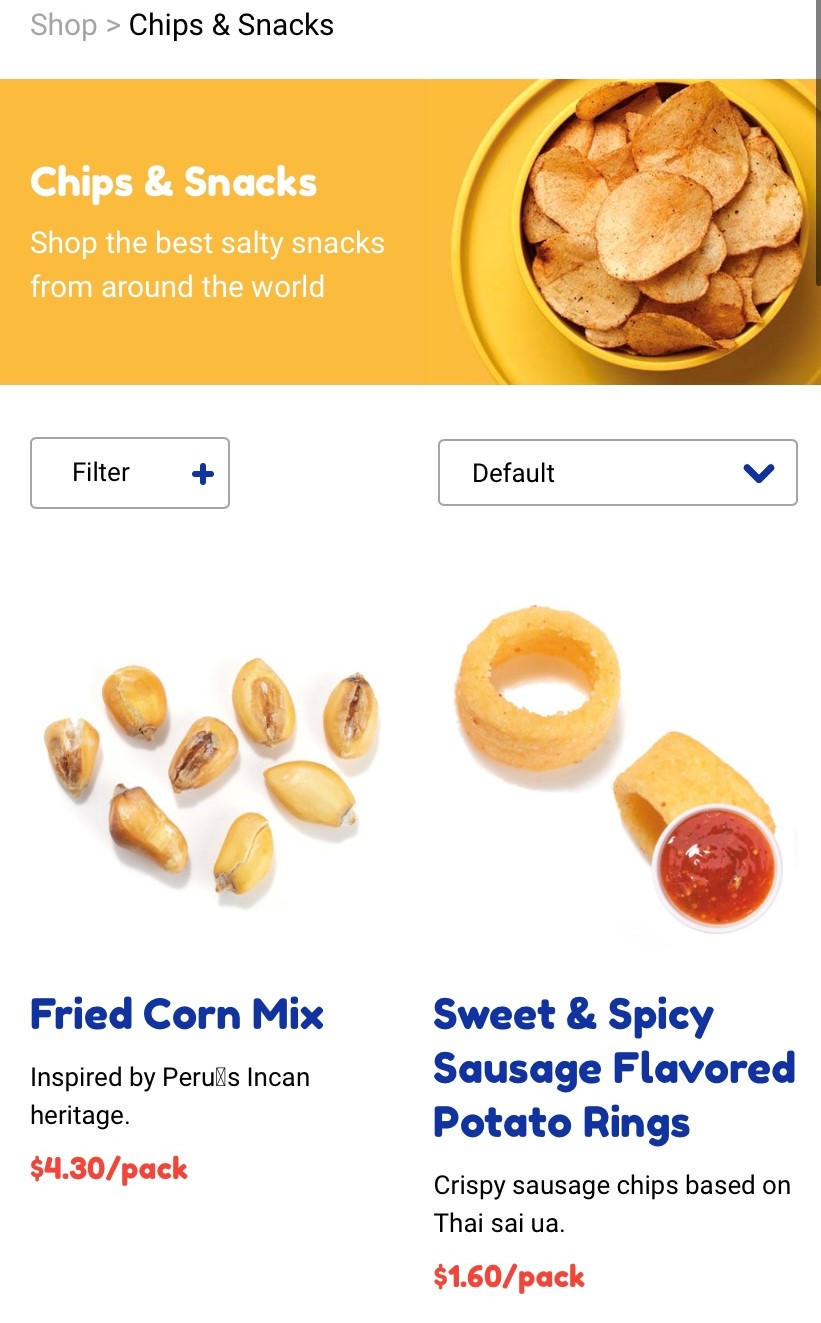 Shop > Chips & Snacks
Chips & Snacks
Shop the best salty snacks
from around the world
Filter +
Default
Fried Corn Mix
Inspired by Peru▯s Incan
heritage.
$4.30/pack
Sweet & Spicy
Sausage Flavored
Potato Rings
Crispy sausage chips based on
Thai sai ua.
$1.60/pack